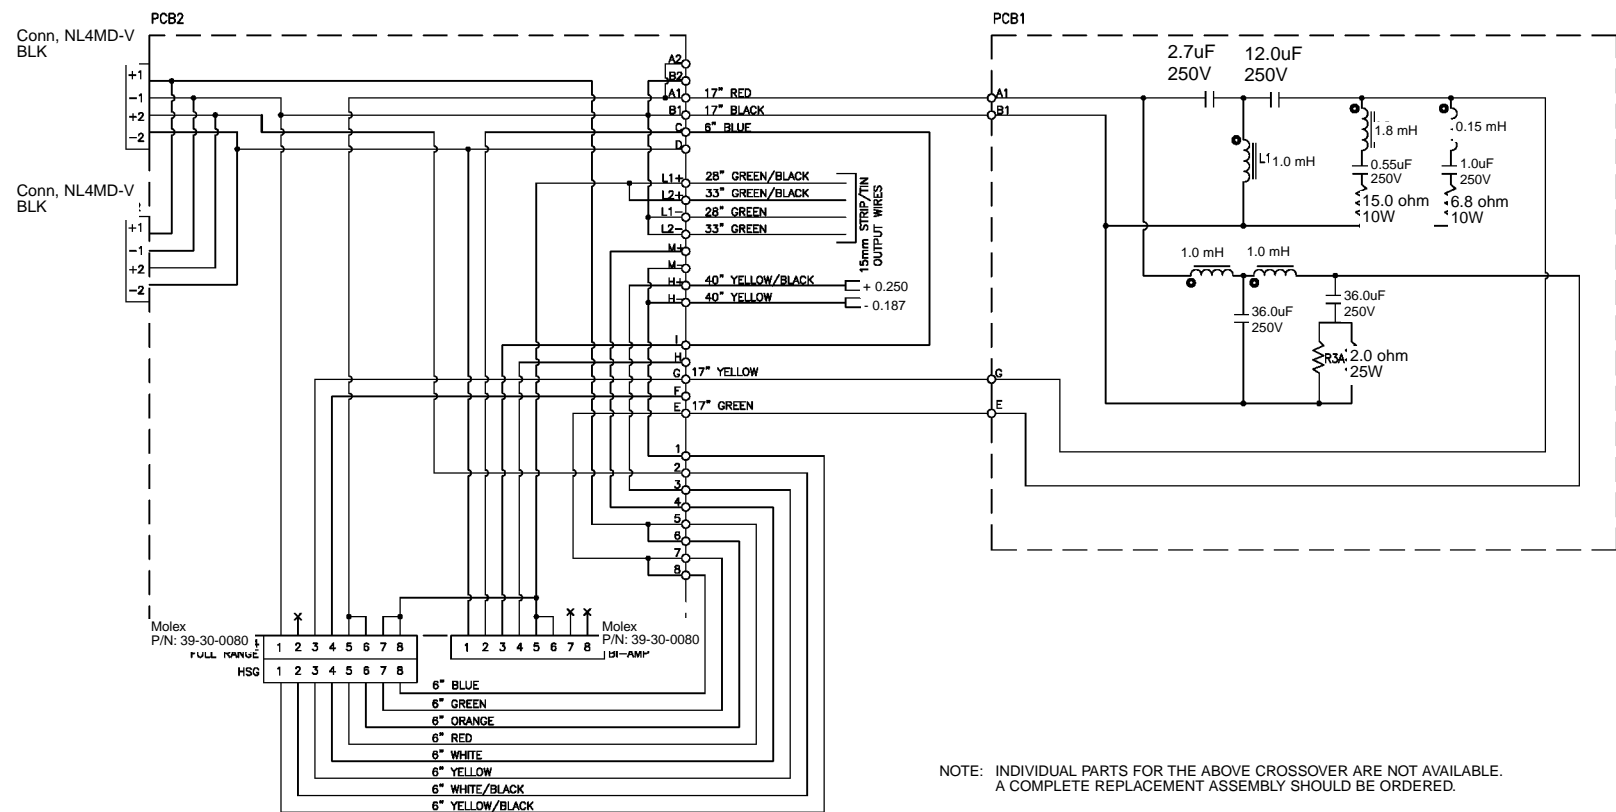 PCB2
PCB1
Conn, NL4MD-V
BLK
+1
-1
+2
-2
Conn, NL4MD-V
BLK
+1
-1
+2
-2
A2
B2
A1 17" RED
B1 17" BLACK
C 6" BLUE
D
L1+ 28" GREEN/BLACK
L2+ 33" GREEN/BLACK
L1- 28" GREEN
L2- 33" GREEN
M+
M-
H+ 40" YELLOW/BLACK
H- 40" YELLOW
15mm STRIP/TIN
OUTPUT WIRES
+ 0.250
- 0.187
I
H
G 17" YELLOW
F
E 17" GREEN
1
2
3
4
5
6
7
8
A1
B1
G
E
2.7uF
250V
12.0uF
250V
L1 1.0 mH
1.8 mH
0.55uF
250V
15.0 ohm
10W
0.15 mH
1.0uF
250V
6.8 ohm
10W
1.0 mH
1.0 mH
36.0uF
250V
36.0uF
250V
R3A
2.0 ohm
25W
Molex
P/N: 39-30-0080
FULL RANGE
1 2 3 4 5 6 7 8
HSG 1 2 3 4 5 6 7 8
1 2 3 4 5 6 7 8
Molex
P/N: 39-30-0080
BI-AMP
6" BLUE
6" GREEN
6" ORANGE
6" RED
6" WHITE
6" YELLOW
6" WHITE/BLACK
6" YELLOW/BLACK
NOTE: INDIVIDUAL PARTS FOR THE ABOVE CROSSOVER ARE NOT AVAILABLE.
A COMPLETE REPLACEMENT ASSEMBLY SHOULD BE ORDERED.